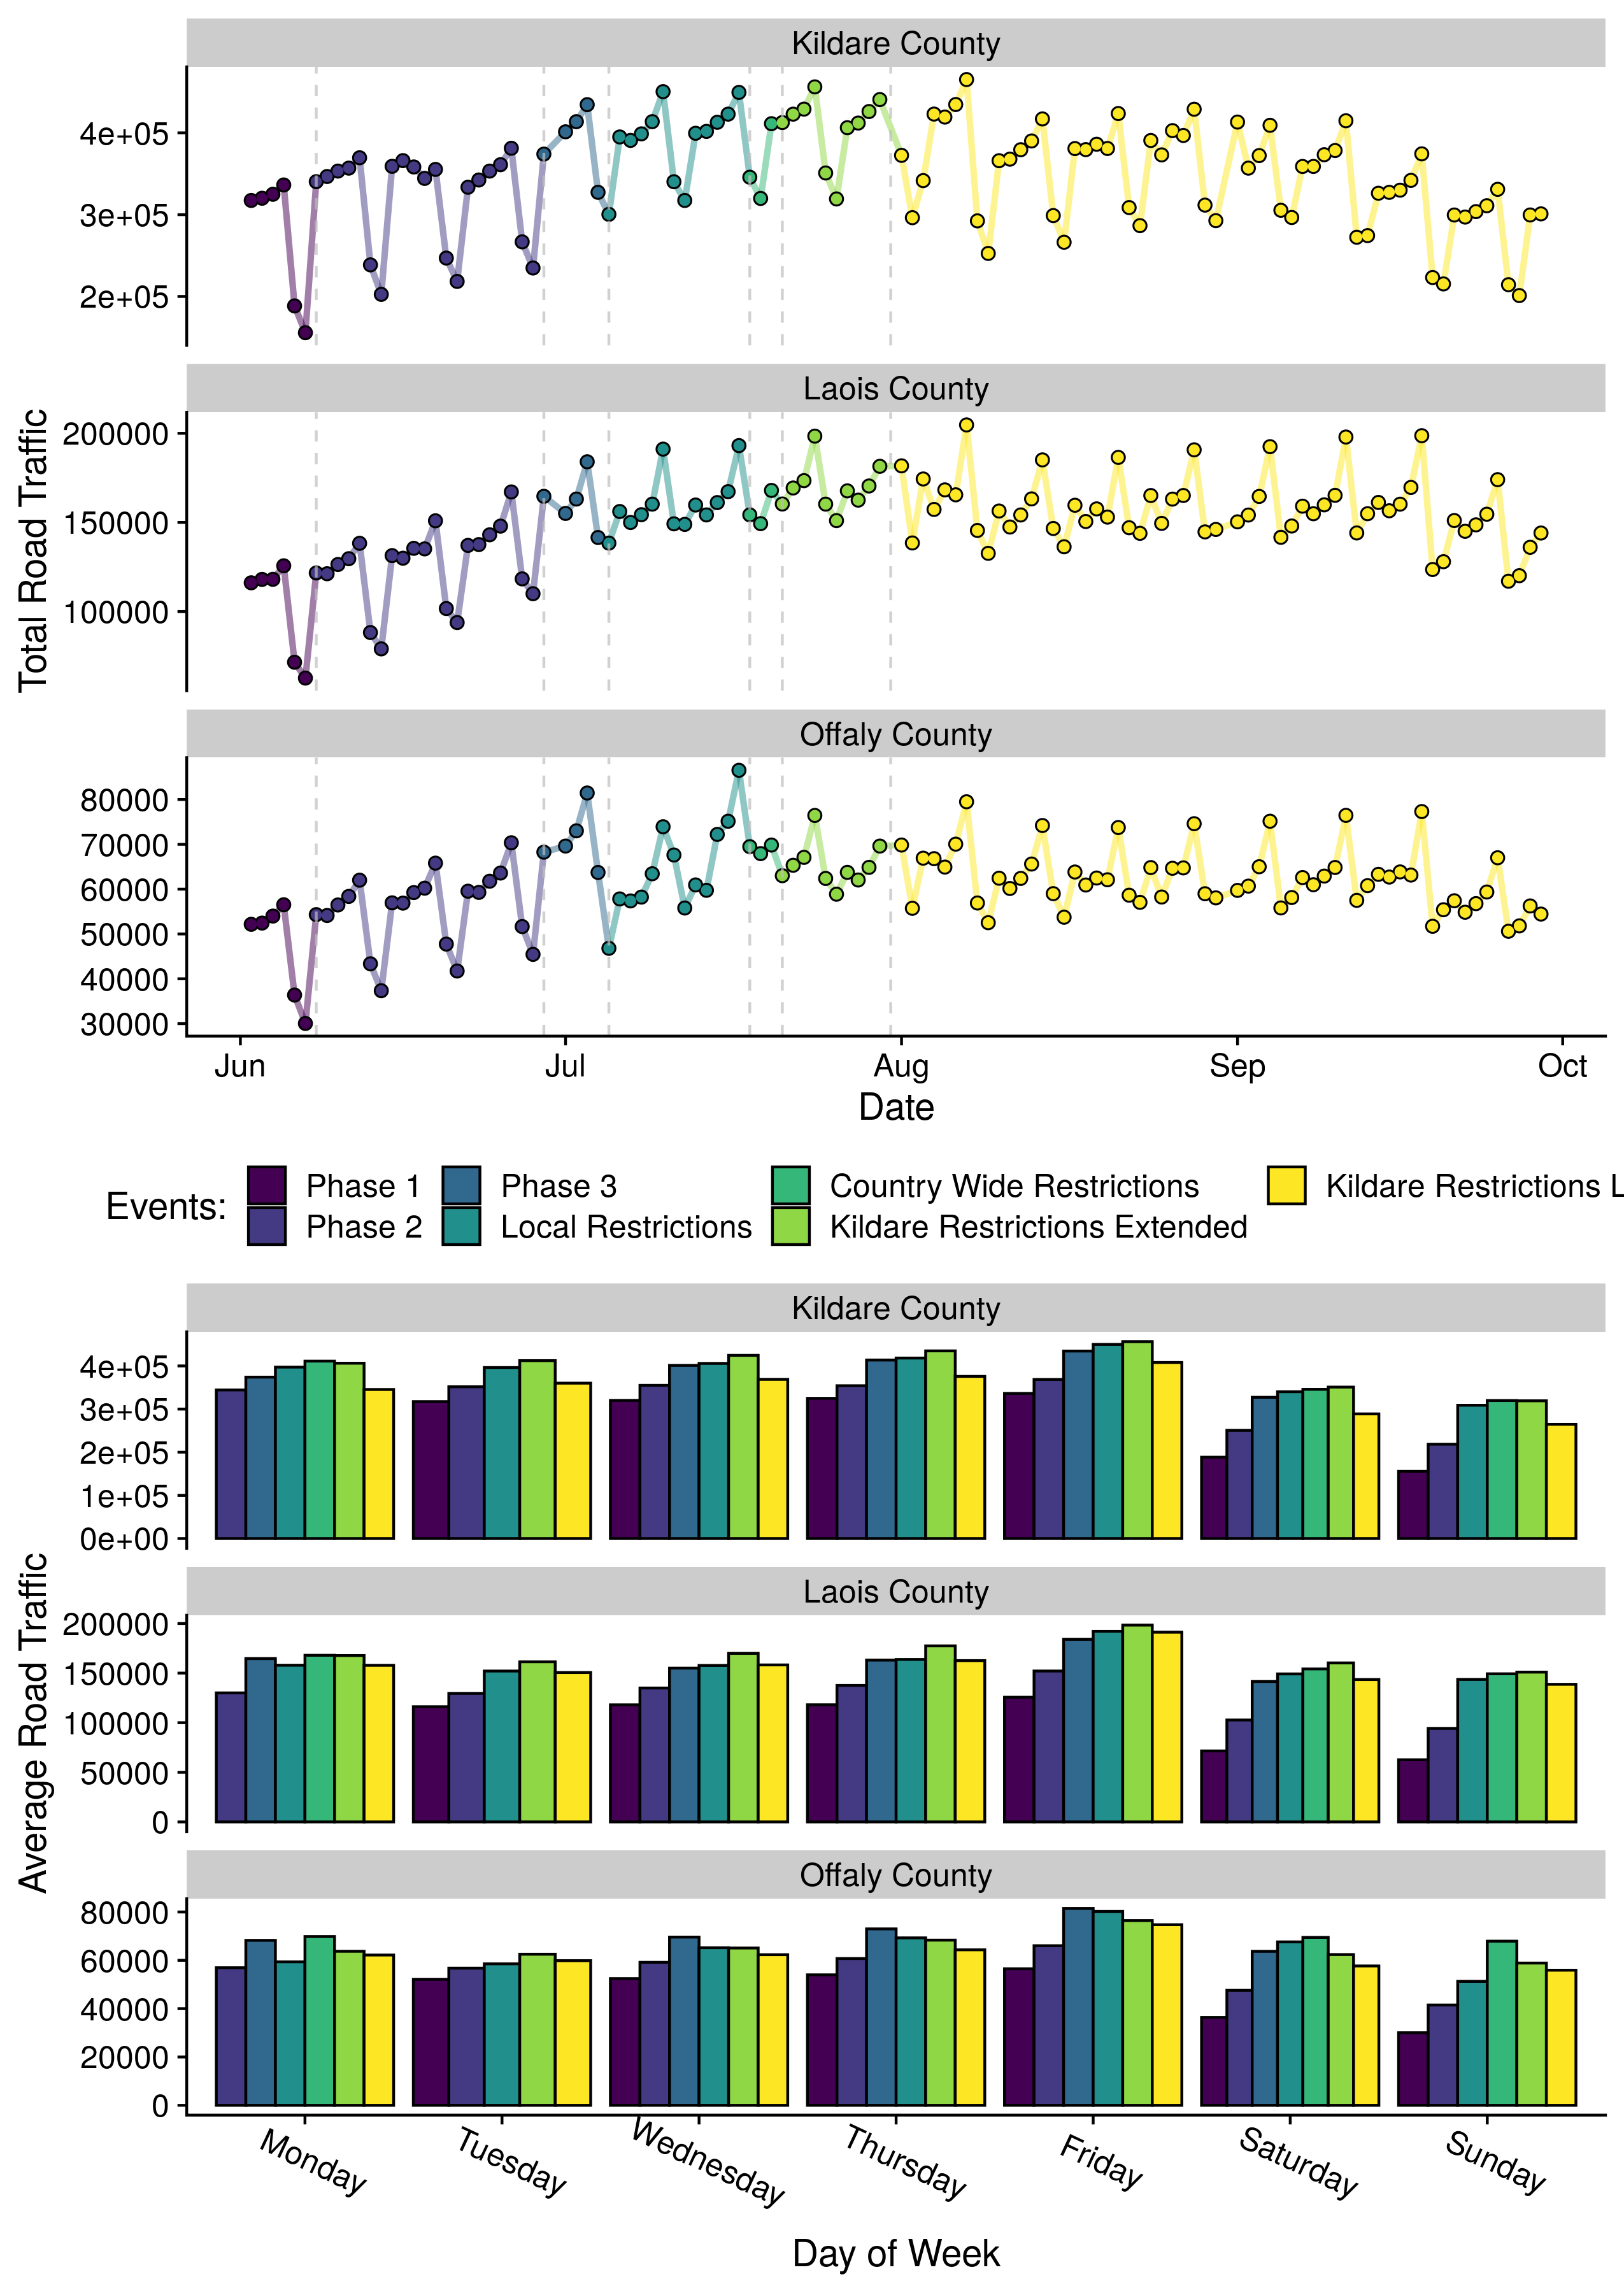 Kildare County
4e+05
3e+05
2e+05
Laois County
200000
150000
100000
Offaly County
80000
70000
60000
50000
40000
30000
Total Road Traffic
Jun Jul Aug Sep Oct
Date
Events:
Phase 1 Phase 3 Country Wide Restrictions Kildare Restrictions L
Phase 2 Local Restrictions Kildare Restrictions Extended
Kildare County
4e+05
3e+05
2e+05
1e+05
0e+00
Laois County
200000
150000
100000
50000
0
Offaly County
80000
60000
40000
20000
0
Average Road Traffic
Monday Tuesday Wednesday Thursday Friday Saturday Sunday
Day of Week